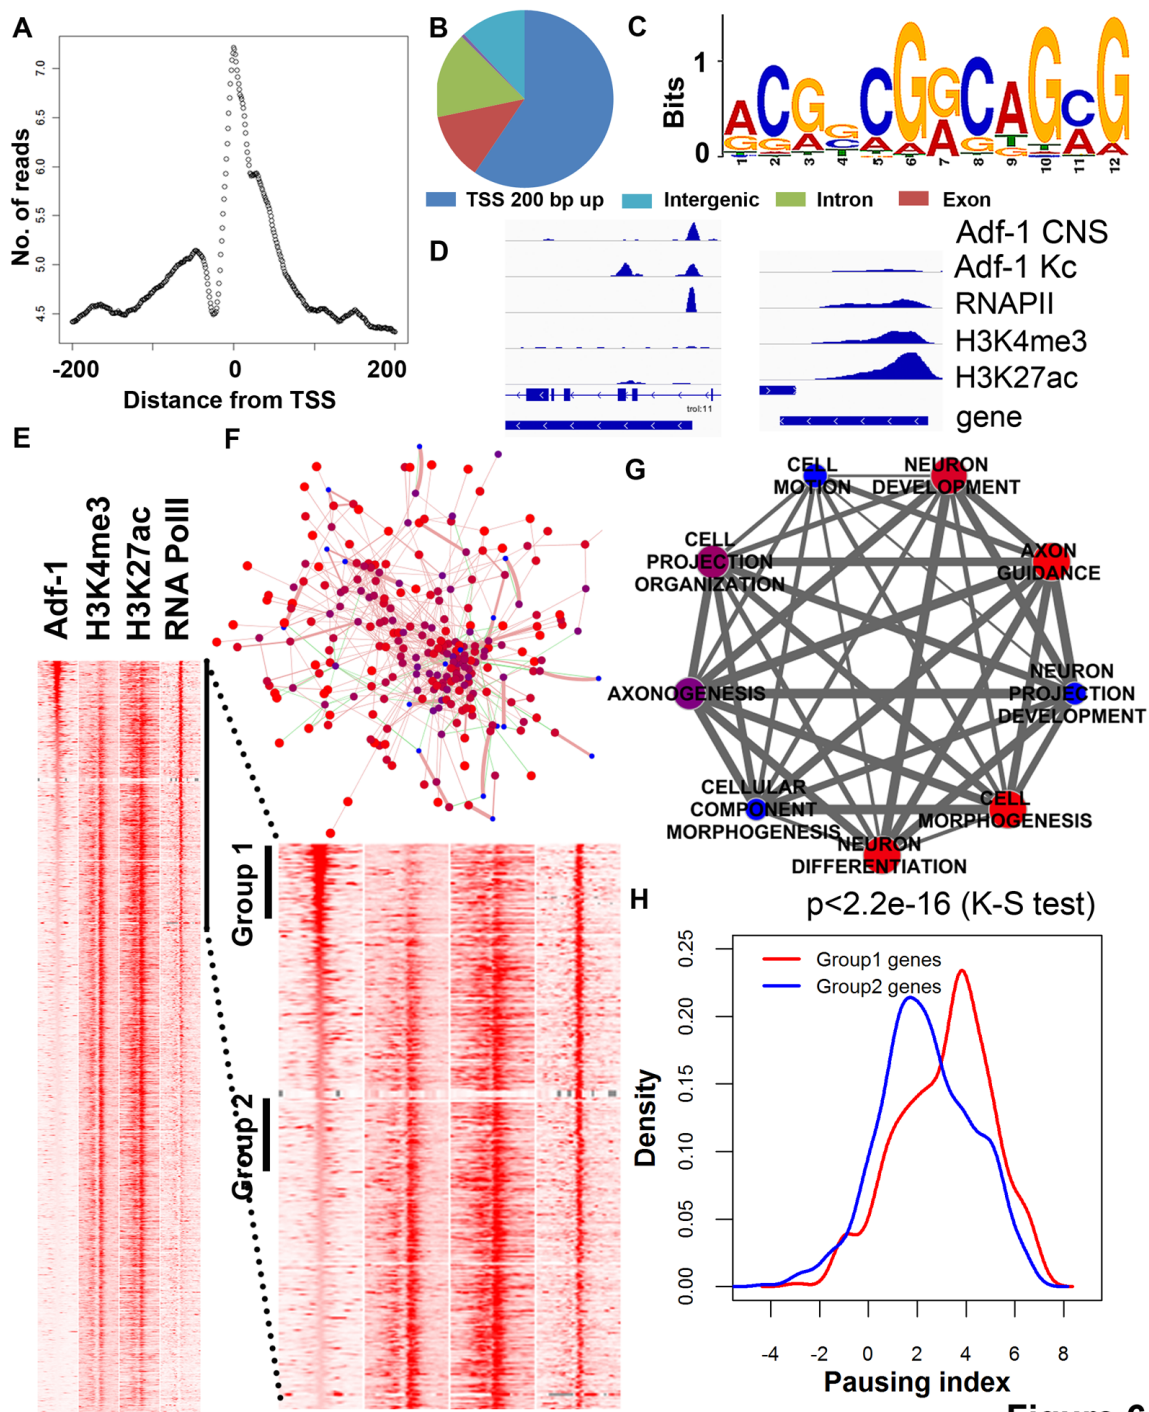 A
No. of reads
7.0
6.5
6.0
5.5
5.0
4.5
-200
0
200
Distance from TSS
B
TSS 200 bp up
Intergenic
Intron
Exon
C
Bits
1
0
1 2 3 4 5 6 7 8 9 10 11 12
D
Adf-1 CNS
Adf-1 Kc
RNAPII
H3K4me3
H3K27ac
gene
trol:11
E
Adf-1
H3K4me3
H3K27ac
RNA PolII
Group 1
Group 2
F
G
CELL
MOTION
NEURON
DEVELOPMENT
CELL
PROJECTION
ORGANIZATION
AXON
GUIDANCE
AXONOGENESIS
NEURON
PROJECTION
DEVELOPMENT
CELLULAR
COMPONENT
MORPHOGENESIS
CELL
MORPHOGENESIS
NEURON
DIFFERENTIATION
H
p<2.2e-16 (K-S test)
Group1 genes
Group2 genes
Density
0.25
0.20
0.15
0.10
0.05
0.00
-4 -2 0 2 4 6 8
Pausing index